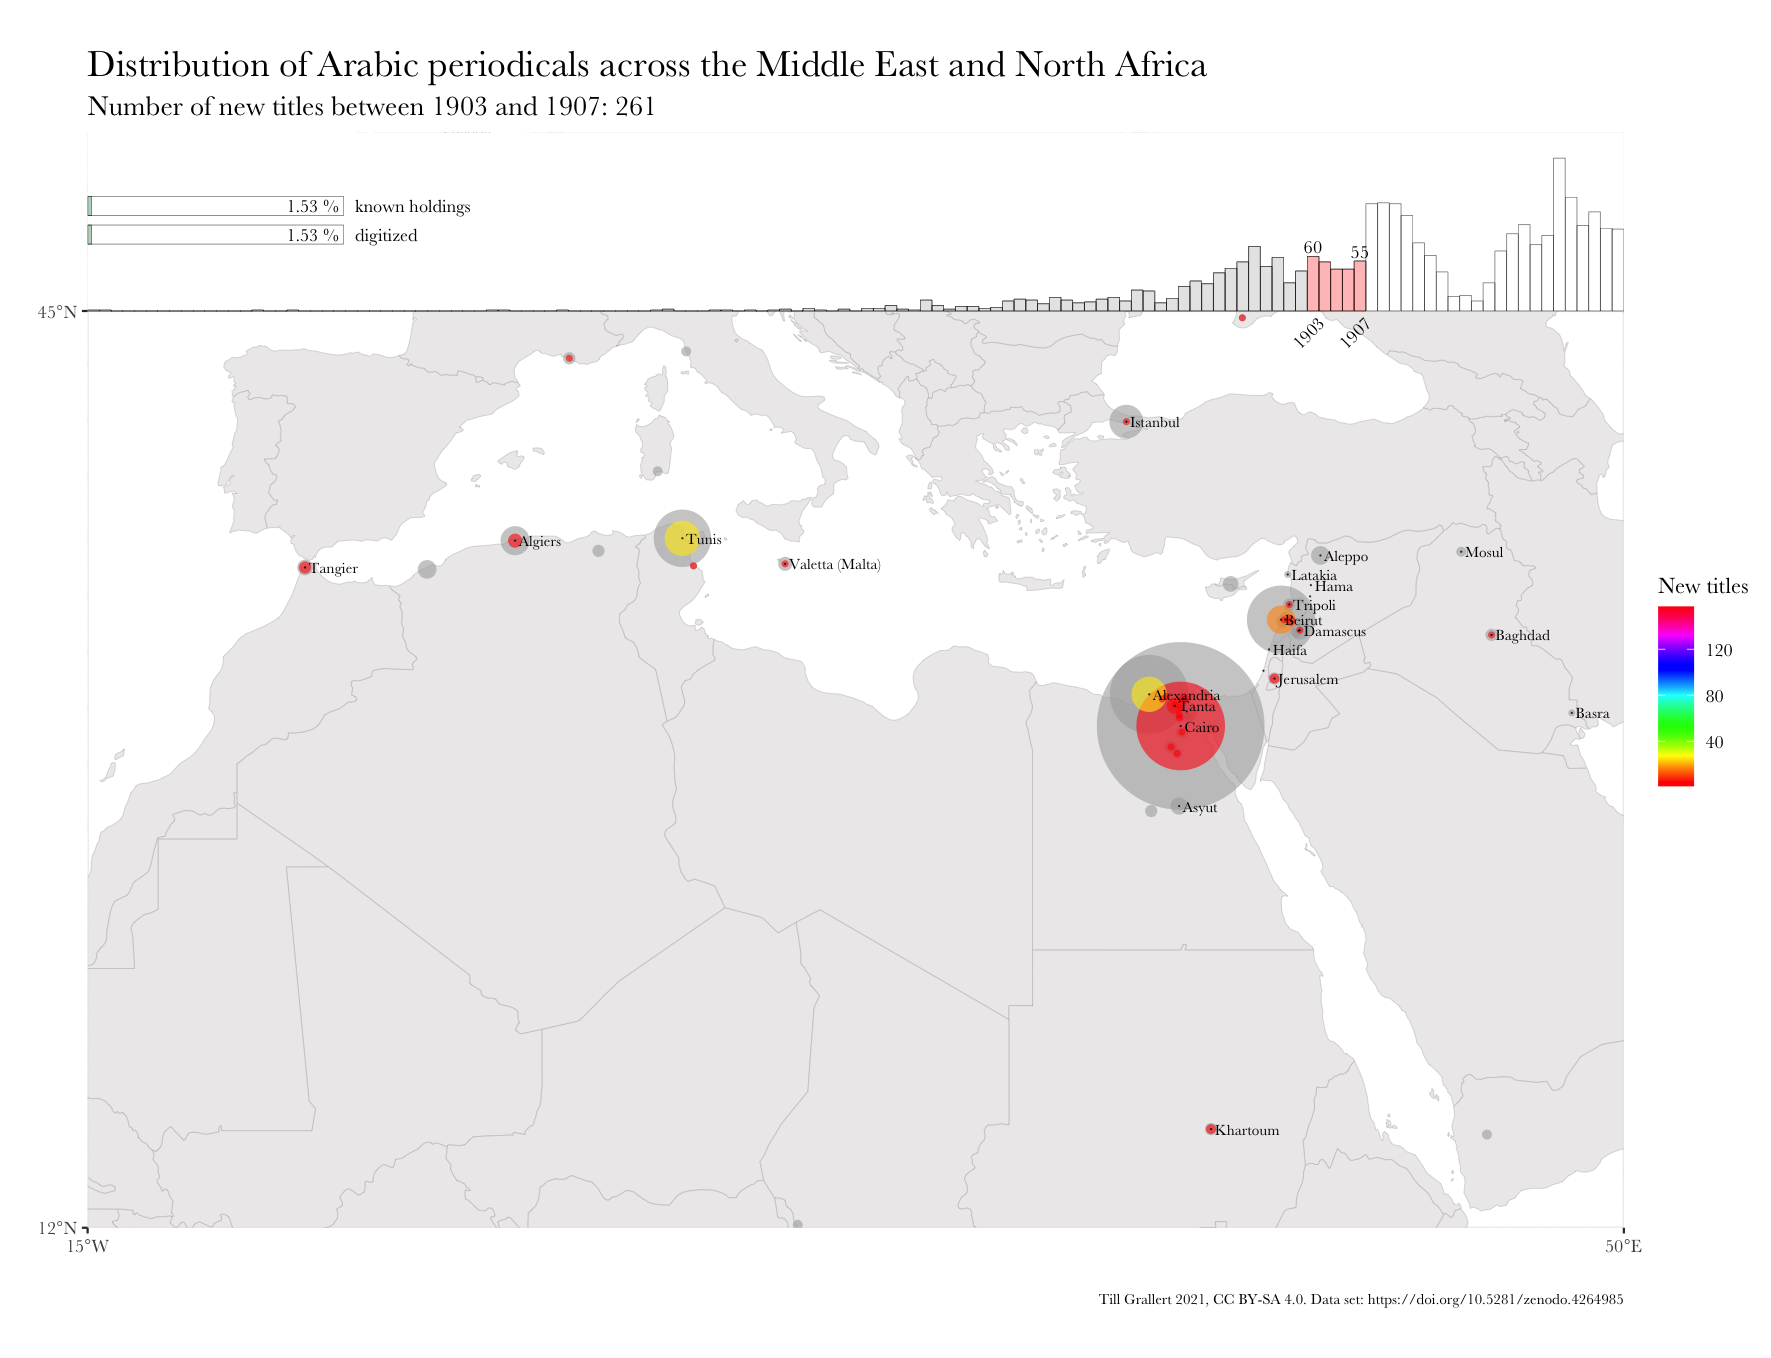 Distribution of Arabic periodicals across the Middle East and North Africa
Number of new titles between 1903 and 1907: 261
1.53 % known holdings
1.53 % digitized
60
55
45°N
1903
1907
Istanbul
Algiers
Tunis
Tangier
Valetta (Malta)
Aleppo
Mosul
Latakia
Hama
Tripoli
Beirut
Damascus
Baghdad
Haifa
Jerusalem
Alexandria
Tanta
Cairo
Basra
Asyut
Khartoum
New titles
120
80
40
12°N
15°W
50°E
Till Grallert 2021, CC BY-SA 4.0. Data set: https://doi.org/10.5281/zenodo.4264985